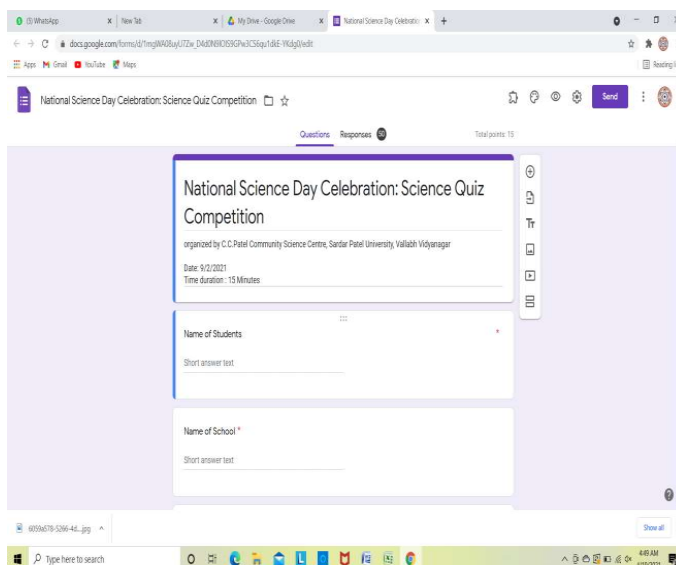 (3) WhatsApp
New Tab
My Drive - Google Drive
National Science Day Celebratio
Apps
Gmail
YouTube
Maps
Reading li
National Science Day Celebration: Science Quiz Competition
Send
Questions
Responses
50
Total points: 15
National Science Day Celebration: Science Quiz
Competition
organized by C.C.Patel Community Science Centre, Sardar Patel University, Vallabh Vidyanagar
Date: 9/2/2021
Time duration : 15 Minutes
Name of Students
*
Short answer text
Name of School *
Short answer text
Show all
Type here to search
4:49 AM